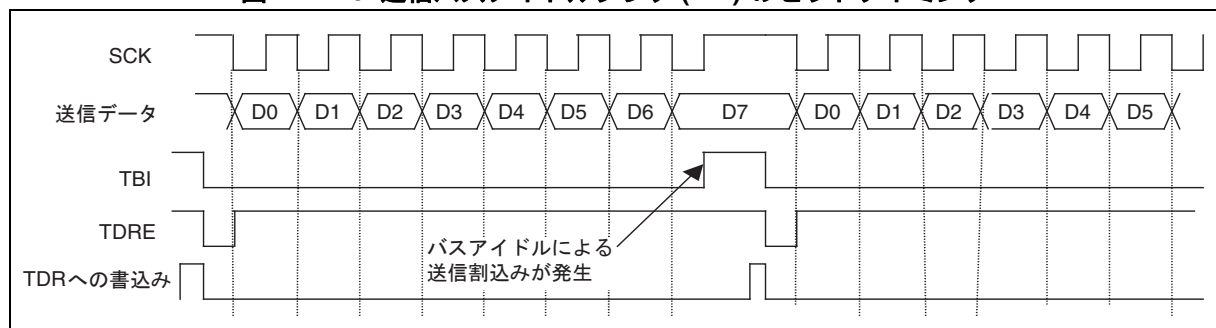 SCK
送信データ D0 D1 D2 D3 D4 D5 D6 D7 D0 D1 D2 D3 D4 D5
TBI
TDRE
バスアイドルによる
送信割込みが発生
TDRへの書込み